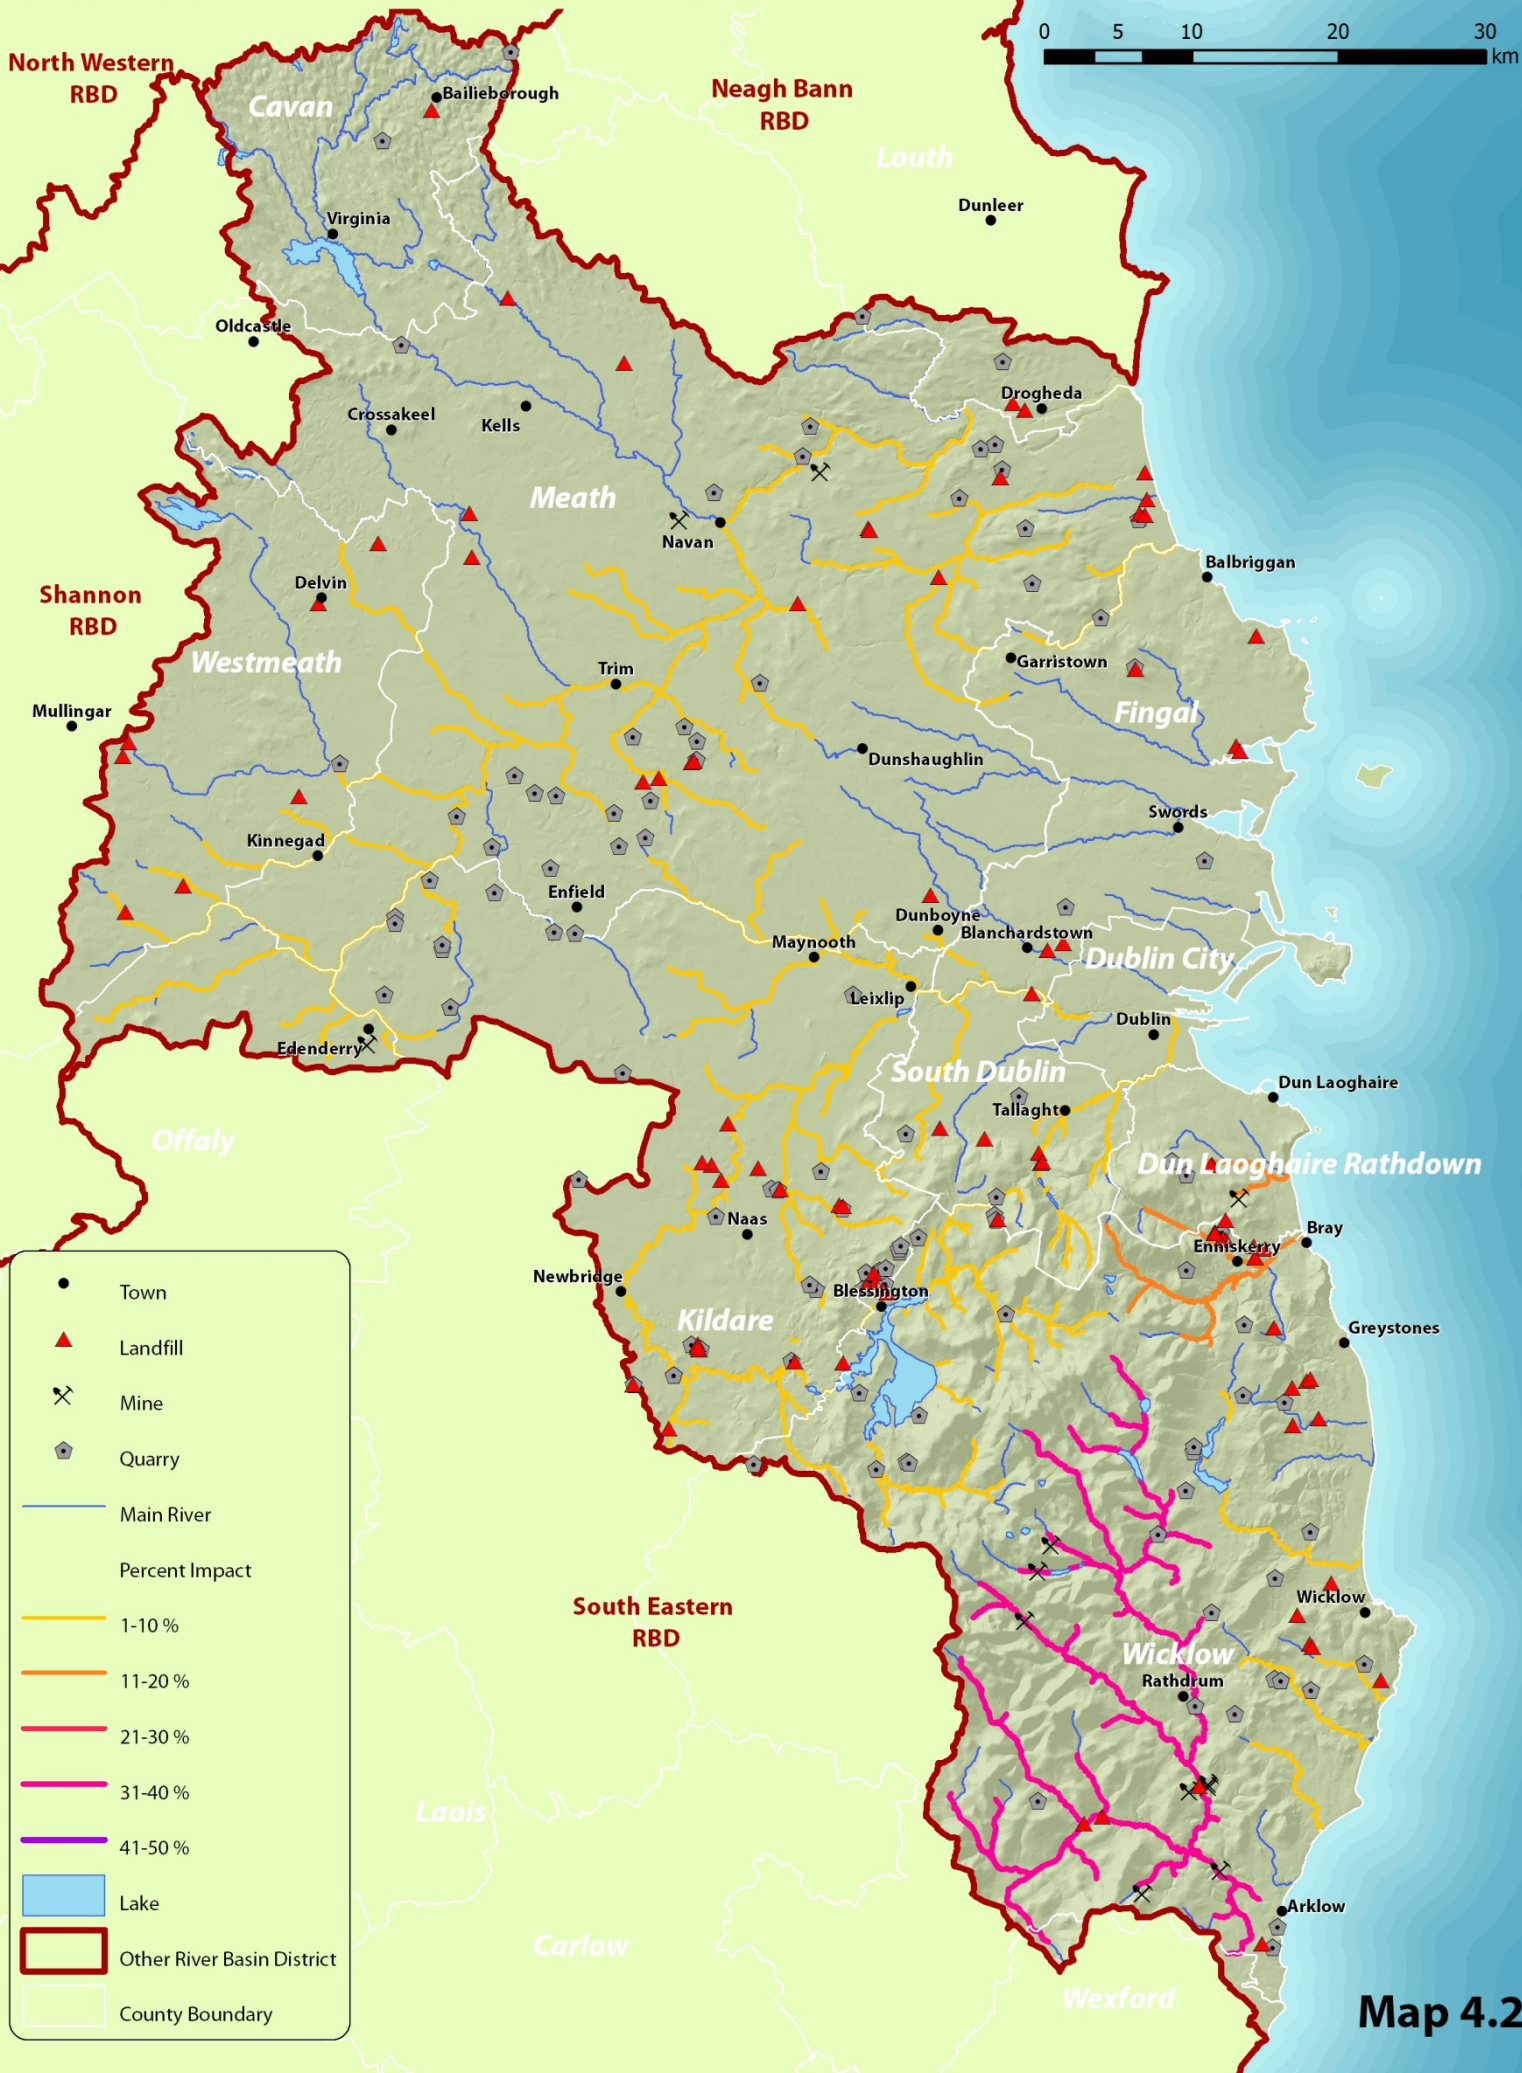 0 5 10 20 30
km
North Western
RBD
Neagh Bann
RBD
Cavan
Bailieborough
Louth
Dunleer
Virginia
Oldcastle
Drogheda
Crossakeel
Kells
Meath
Navan
Balbriggan
Shannon
RBD
Delvin
Westmeath
Trim
Garristown
Mullingar
Fingal
Dunshaughlin
Swords
Kinnegad
Enfield
Dunboyne
Blanchardstown
Maynooth
Dublin City
Leixlip
Dublin
Edenderry
South Dublin
Dun Laoghaire
Tallaght
Offaly
Dun Laoghaire Rathdown
Naas
Bray
Enniskerry
Newbridge
Blessington
Kildare
Greystones
South Eastern
RBD
Wicklow
Wicklow
Rathdrum
Laois
Arklow
Carlow
Wexford
Town
Landfill
Mine
Quarry
Main River
Percent Impact
1-10 %
11-20 %
21-30 %
31-40 %
41-50 %
Lake
Other River Basin District
County Boundary
Map 4.2